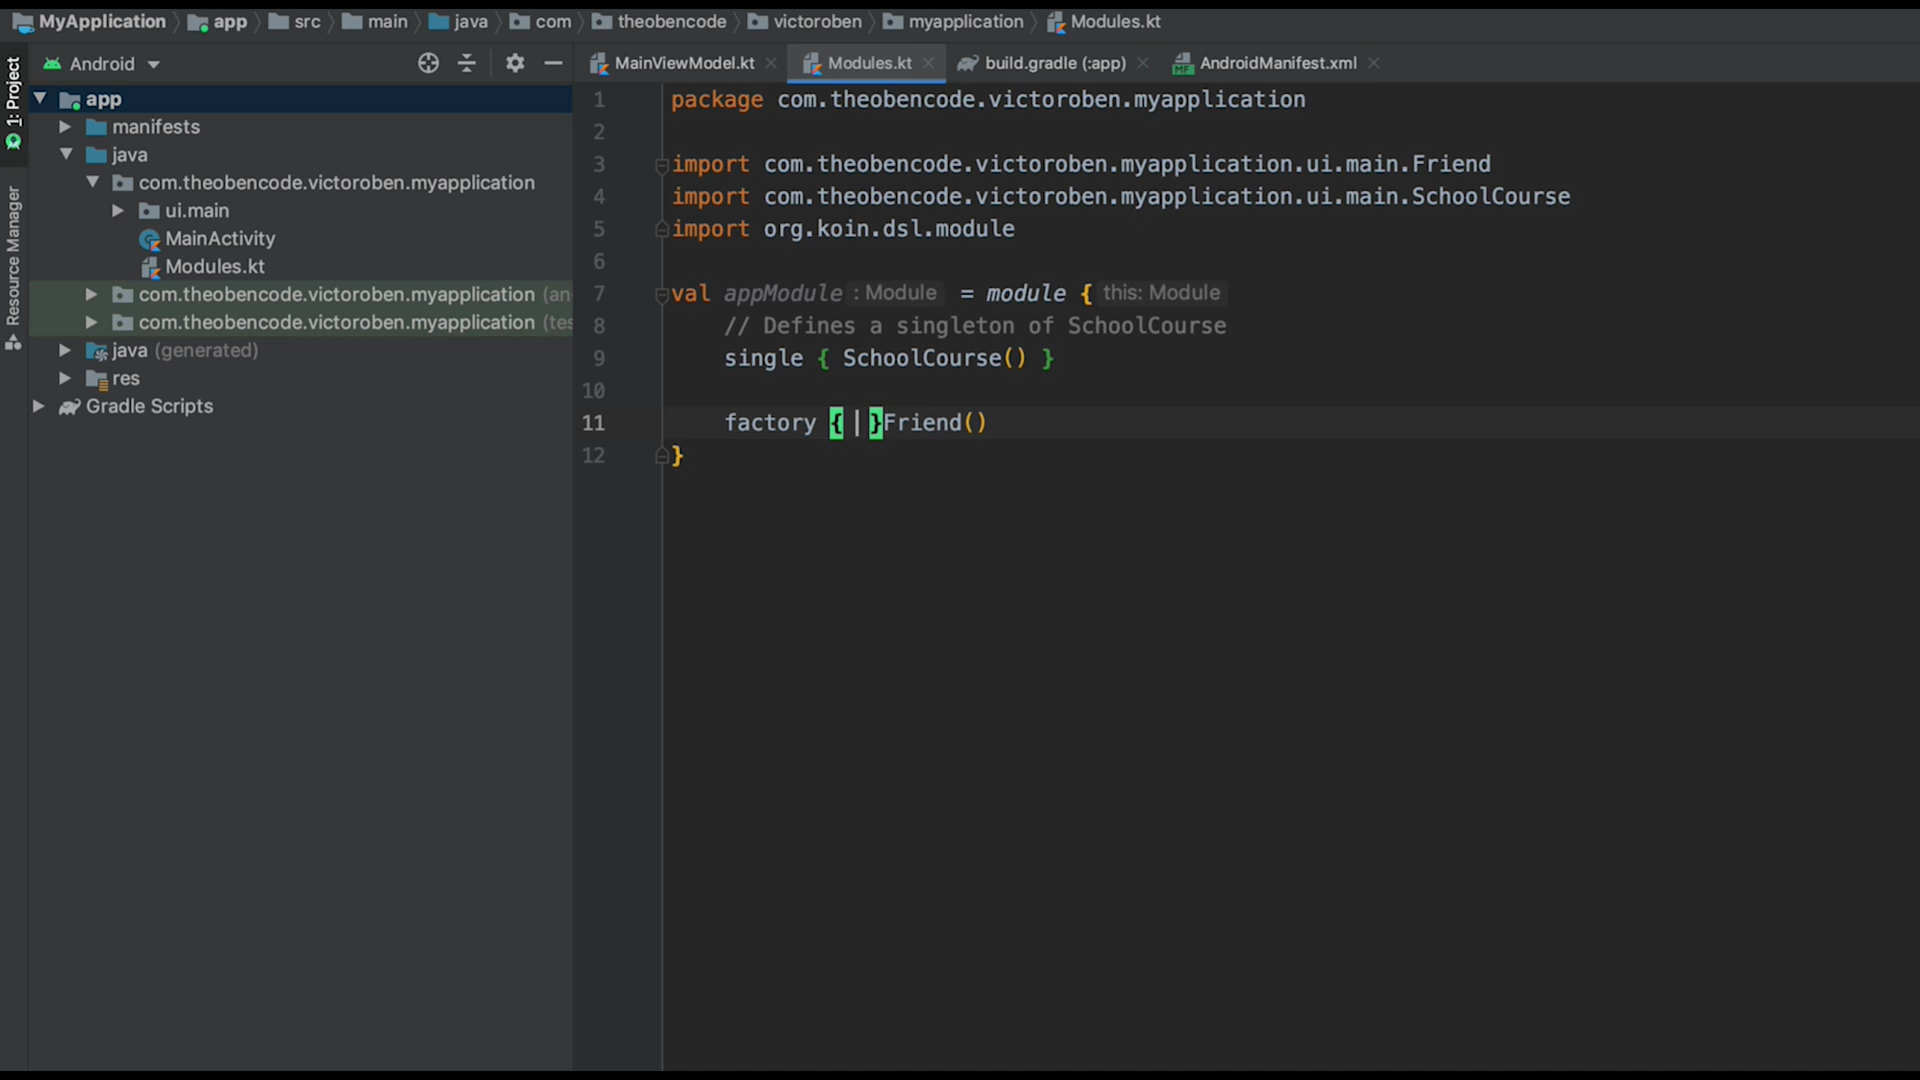 MyApplication app src main java com theobencode victoroben myapplication Modules.kt
1: Project
Resource Manager
Android
app
manifests
java
com.theobencode.victoroben.myapplication
ui.main
MainActivity
Modules.kt
com.theobencode.victoroben.myapplication (an
com.theobencode.victoroben.myapplication (tes
java (generated)
res
Gradle Scripts
MainViewModel.kt Modules.kt build.gradle (:app) AndroidManifest.xml
1 package com.theobencode.victoroben.myapplication
2
3 import com.theobencode.victoroben.myapplication.ui.main.Friend
4 import com.theobencode.victoroben.myapplication.ui.main.SchoolCourse
5 import org.koin.dsl.module
6
7 val appModule : Module = module { this: Module
8 // Defines a singleton of SchoolCourse
9 single { SchoolCourse() }
10
11 factory { }Friend()
12 }